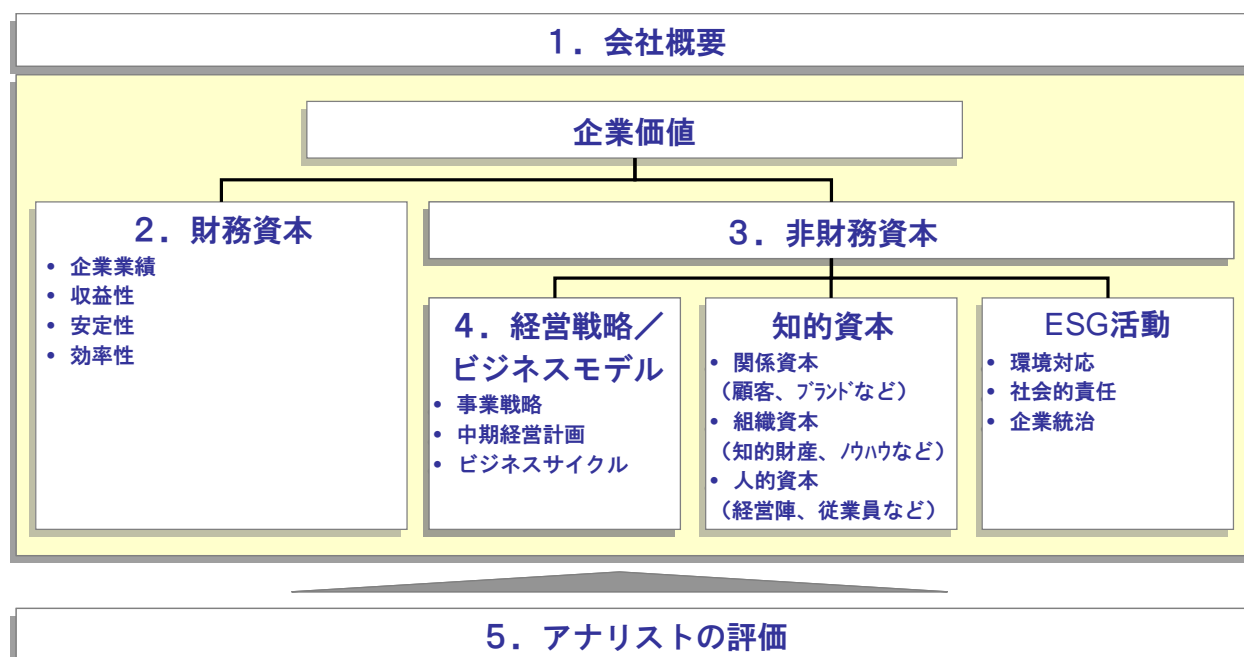 １．会社概要
企業価値
２．財務資本
• 企業業績
• 収益性
• 安定性
• 効率性
３．非財務資本
４．経営戦略／
ビジネスモデル
• 事業戦略
• 中期経営計画
• ビジネスサイクル
知的資本
• 関係資本
（顧客、ﾌﾞﾗﾝﾄﾞなど）
• 組織資本
（知的財産、ﾉｳﾊｳなど）
• 人的資本
（経営陣、従業員など）
ESG活動
• 環境対応
• 社会的責任
• 企業統治
５．アナリストの評価